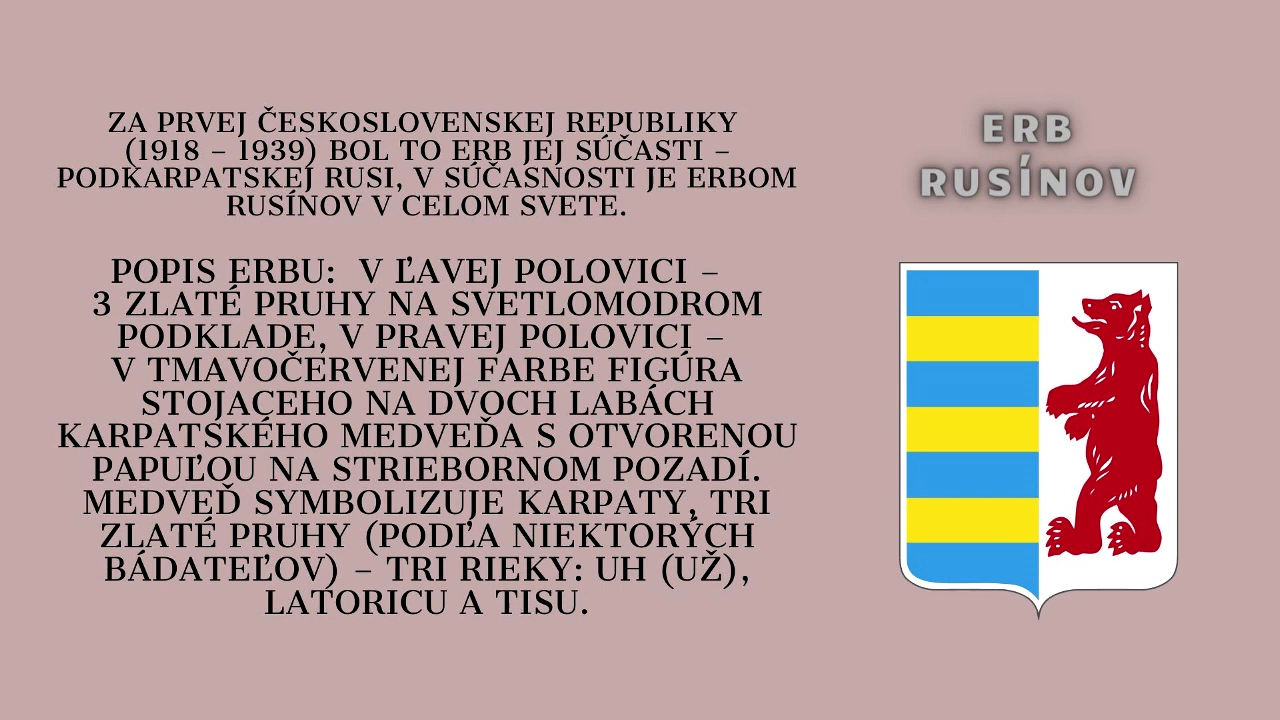 ZA PRVEJ ČESKOSLOVENSKEJ REPUBLIKY
(1918 – 1939) BOL TO ERB JEJ SÚČASTI –
PODKARPATSKEJ RUSI, V SÚČASNOSTI JE ERBOM
RUSÍNOV V CELOM SVETE.
POPIS ERBU: V ĽAVEJ POLOVICI –
3 ZLATÉ PRUHY NA SVETLOMODROM
PODKLADE, V PRAVEJ POLOVICI –
V TMAVOČERVENEJ FARBE FIGÚRA
STOJACEHO NA DVOCH LABÁCH
KARPATSKÉHO MEDVEĎA S OTVORENOU
PAPUĽOU NA STRIEBORNOM POZADÍ.
MEDVEĎ SYMBOLIZUJE KARPATY, TRI
ZLATÉ PRUHY (PODĽA NIEKTORÝCH
BÁDATEĽOV) – TRI RIEKY: UH (UŽ),
LATORICU A TISU.
ERB
RUSÍNOV